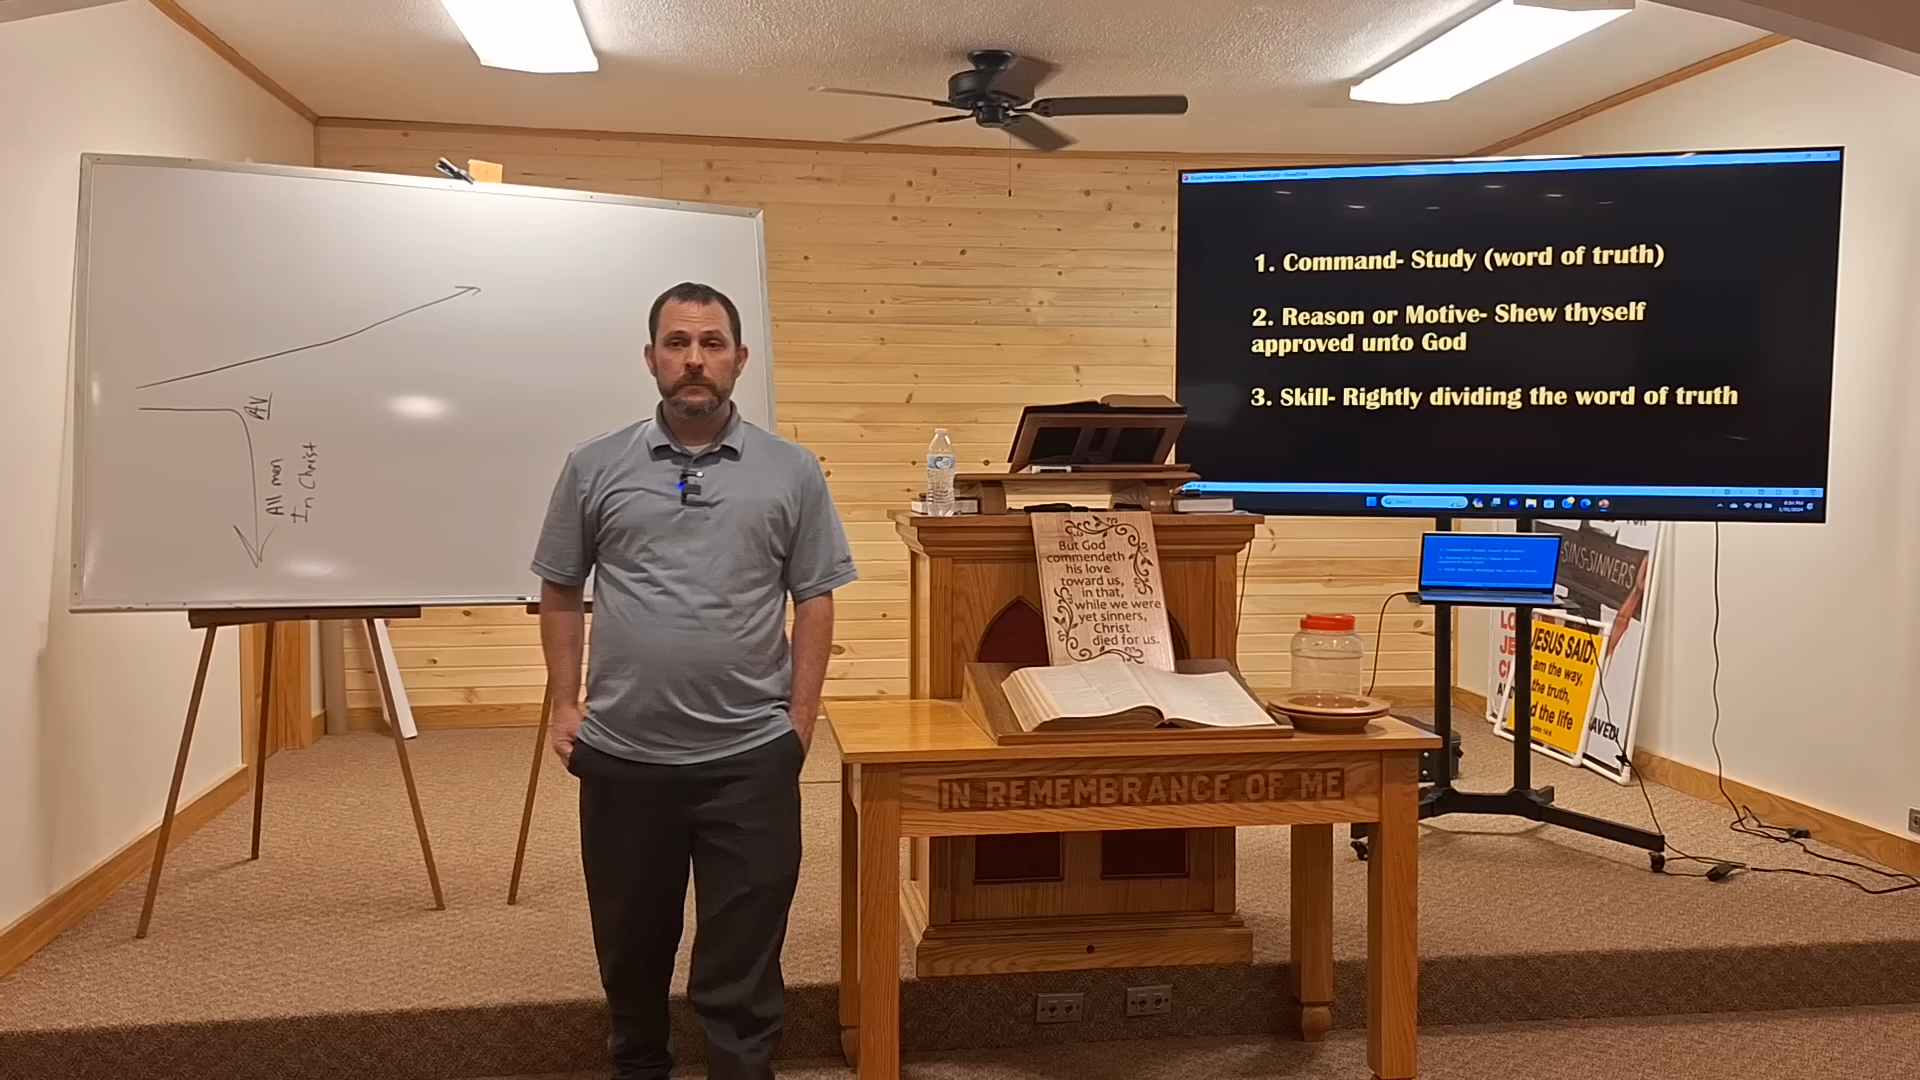 AV
All men
In Christ
1. Command- Study (word of truth)
2. Reason or Motive- Shew thyself
approved unto God
3. Skill- Rightly dividing the word of truth
But God
commendeth
his love
toward us,
in that,
while we were
yet sinners,
Christ
died for us.
IN REMEMBRANCE OF ME
SINS-SINNERS
JESUS SAID:
I am the way,
the truth,
and the life
SAVED!